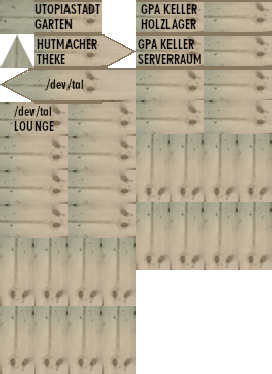 UTOPIASTADT
GARTEN
HUTMACHER
THEKE
/dev/tal
/dev/tal
LOUNGE
GPA KELLER
HOLZLAGER
GPA KELLER
SERVERRAUM